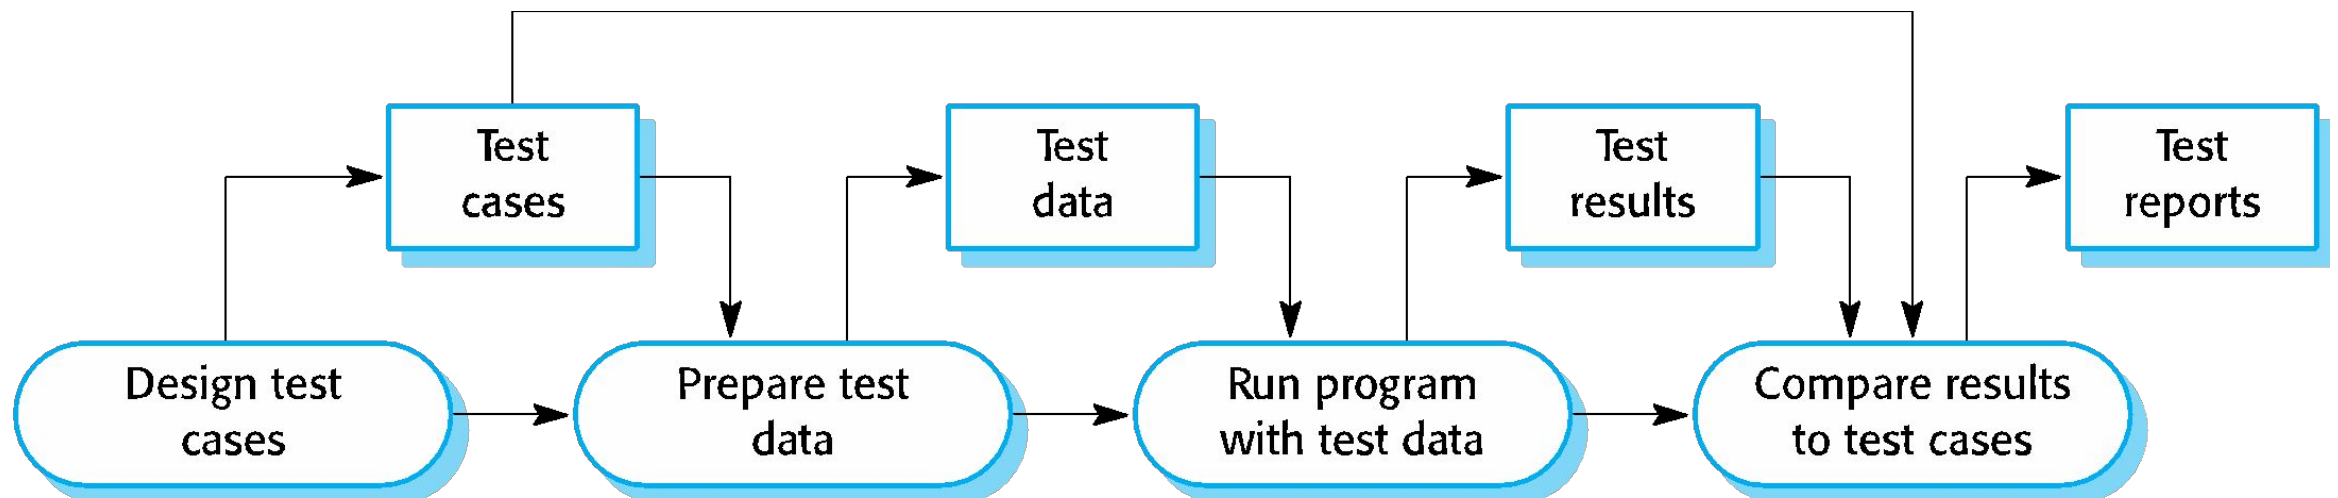 Test
cases
Test
data
Test
results
Test
reports
Design test
cases
Prepare test
data
Run program
with test data
Compare results
to test cases